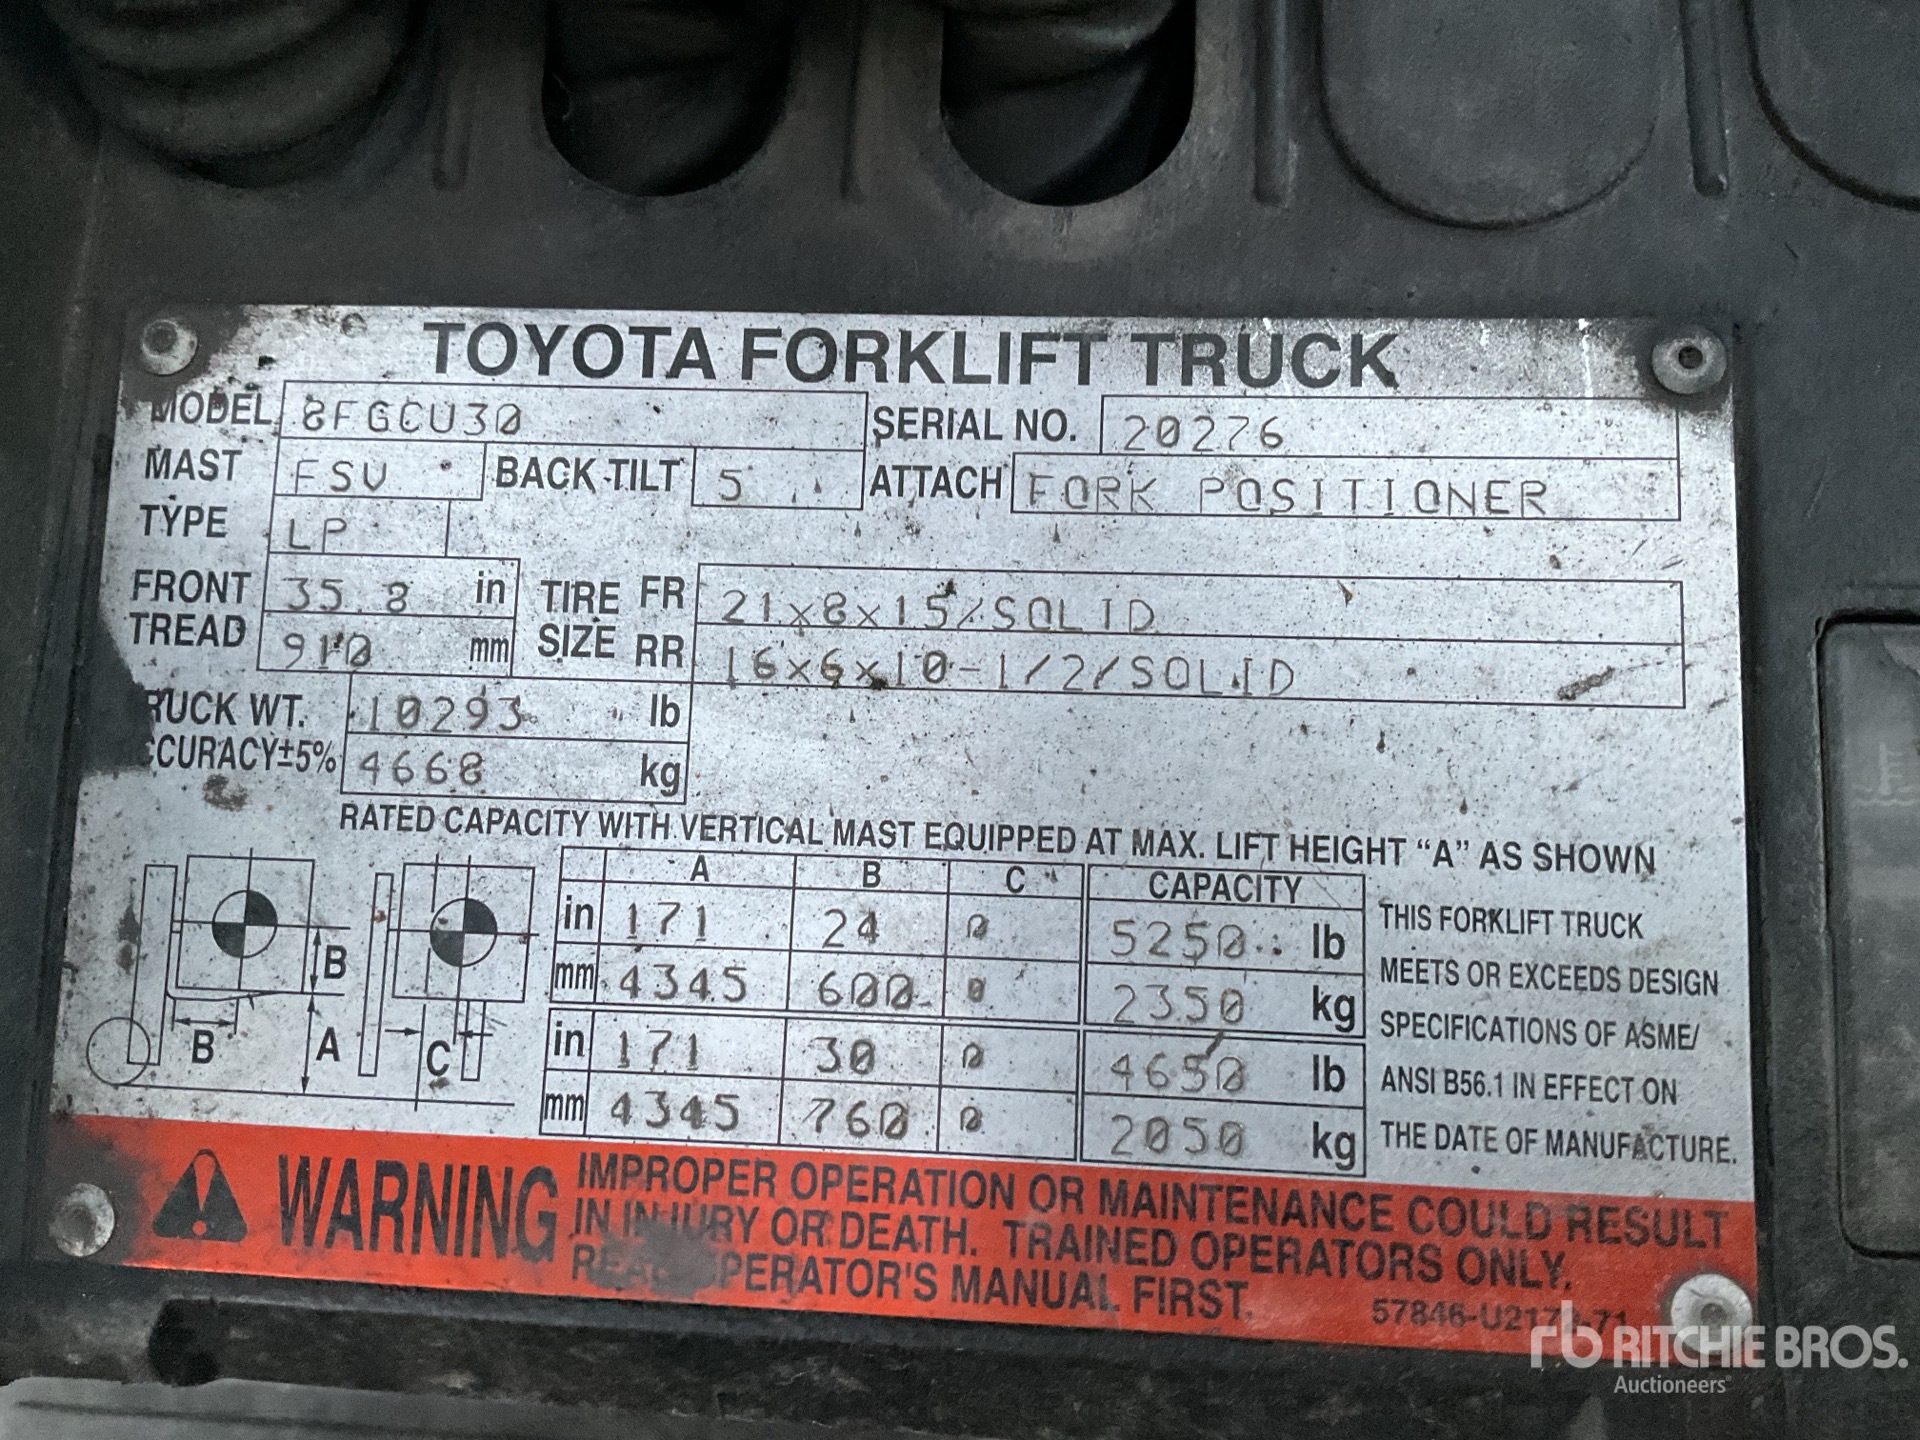 TOYOTA FORKLIFT TRUCK
MODEL 8FGCU30 SERIAL NO. 20276
MAST FSV BACK TILT 5 ATTACH FORK POSITIONER
TYPE LP
FRONT TREAD 35.8 in TIRE SIZE FR 21x8x15/SOLID
910 mm RR 16x6x10-1/2/SOLID
TRUCK WT. 10293 lb
ACCURACY±5% 4668 kg
RATED CAPACITY WITH VERTICAL MAST EQUIPPED AT MAX. LIFT HEIGHT "A" AS SHOWN
A B C CAPACITY
in 171 24 0 5250 lb
mm 4345 600 0 2350 kg
in 171 30 0 4650 lb
mm 4345 760 0 2050 kg
B
B A C
THIS FORKLIFT TRUCK
MEETS OR EXCEEDS DESIGN
SPECIFICATIONS OF ASME/
ANSI B56.1 IN EFFECT ON
THE DATE OF MANUFACTURE.
WARNING
IMPROPER OPERATION OR MAINTENANCE COULD RESULT
IN INJURY OR DEATH. TRAINED OPERATORS ONLY.
READ OPERATOR'S MANUAL FIRST.
rb RITCHIE BROS.
Auctioneers